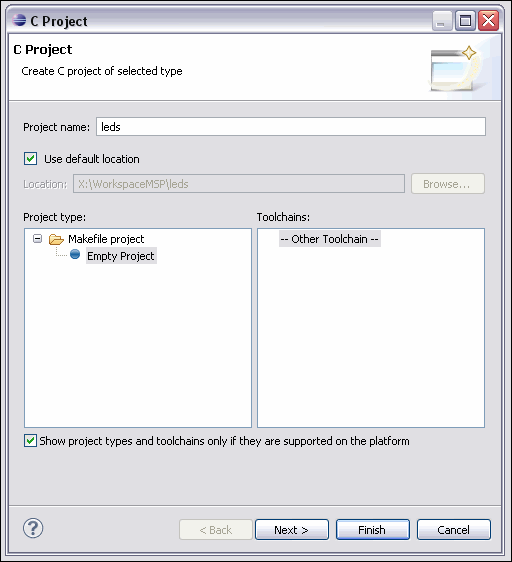 C Project
C Project
Create C project of selected type
Project name: leds
Use default location
Location: X:\WorkspaceMSP\leds Browse...
Project type: Toolchains:
Makefile project -- Other Toolchain --
Empty Project
Show project types and toolchains only if they are supported on the platform
? < Back Next > Finish Cancel